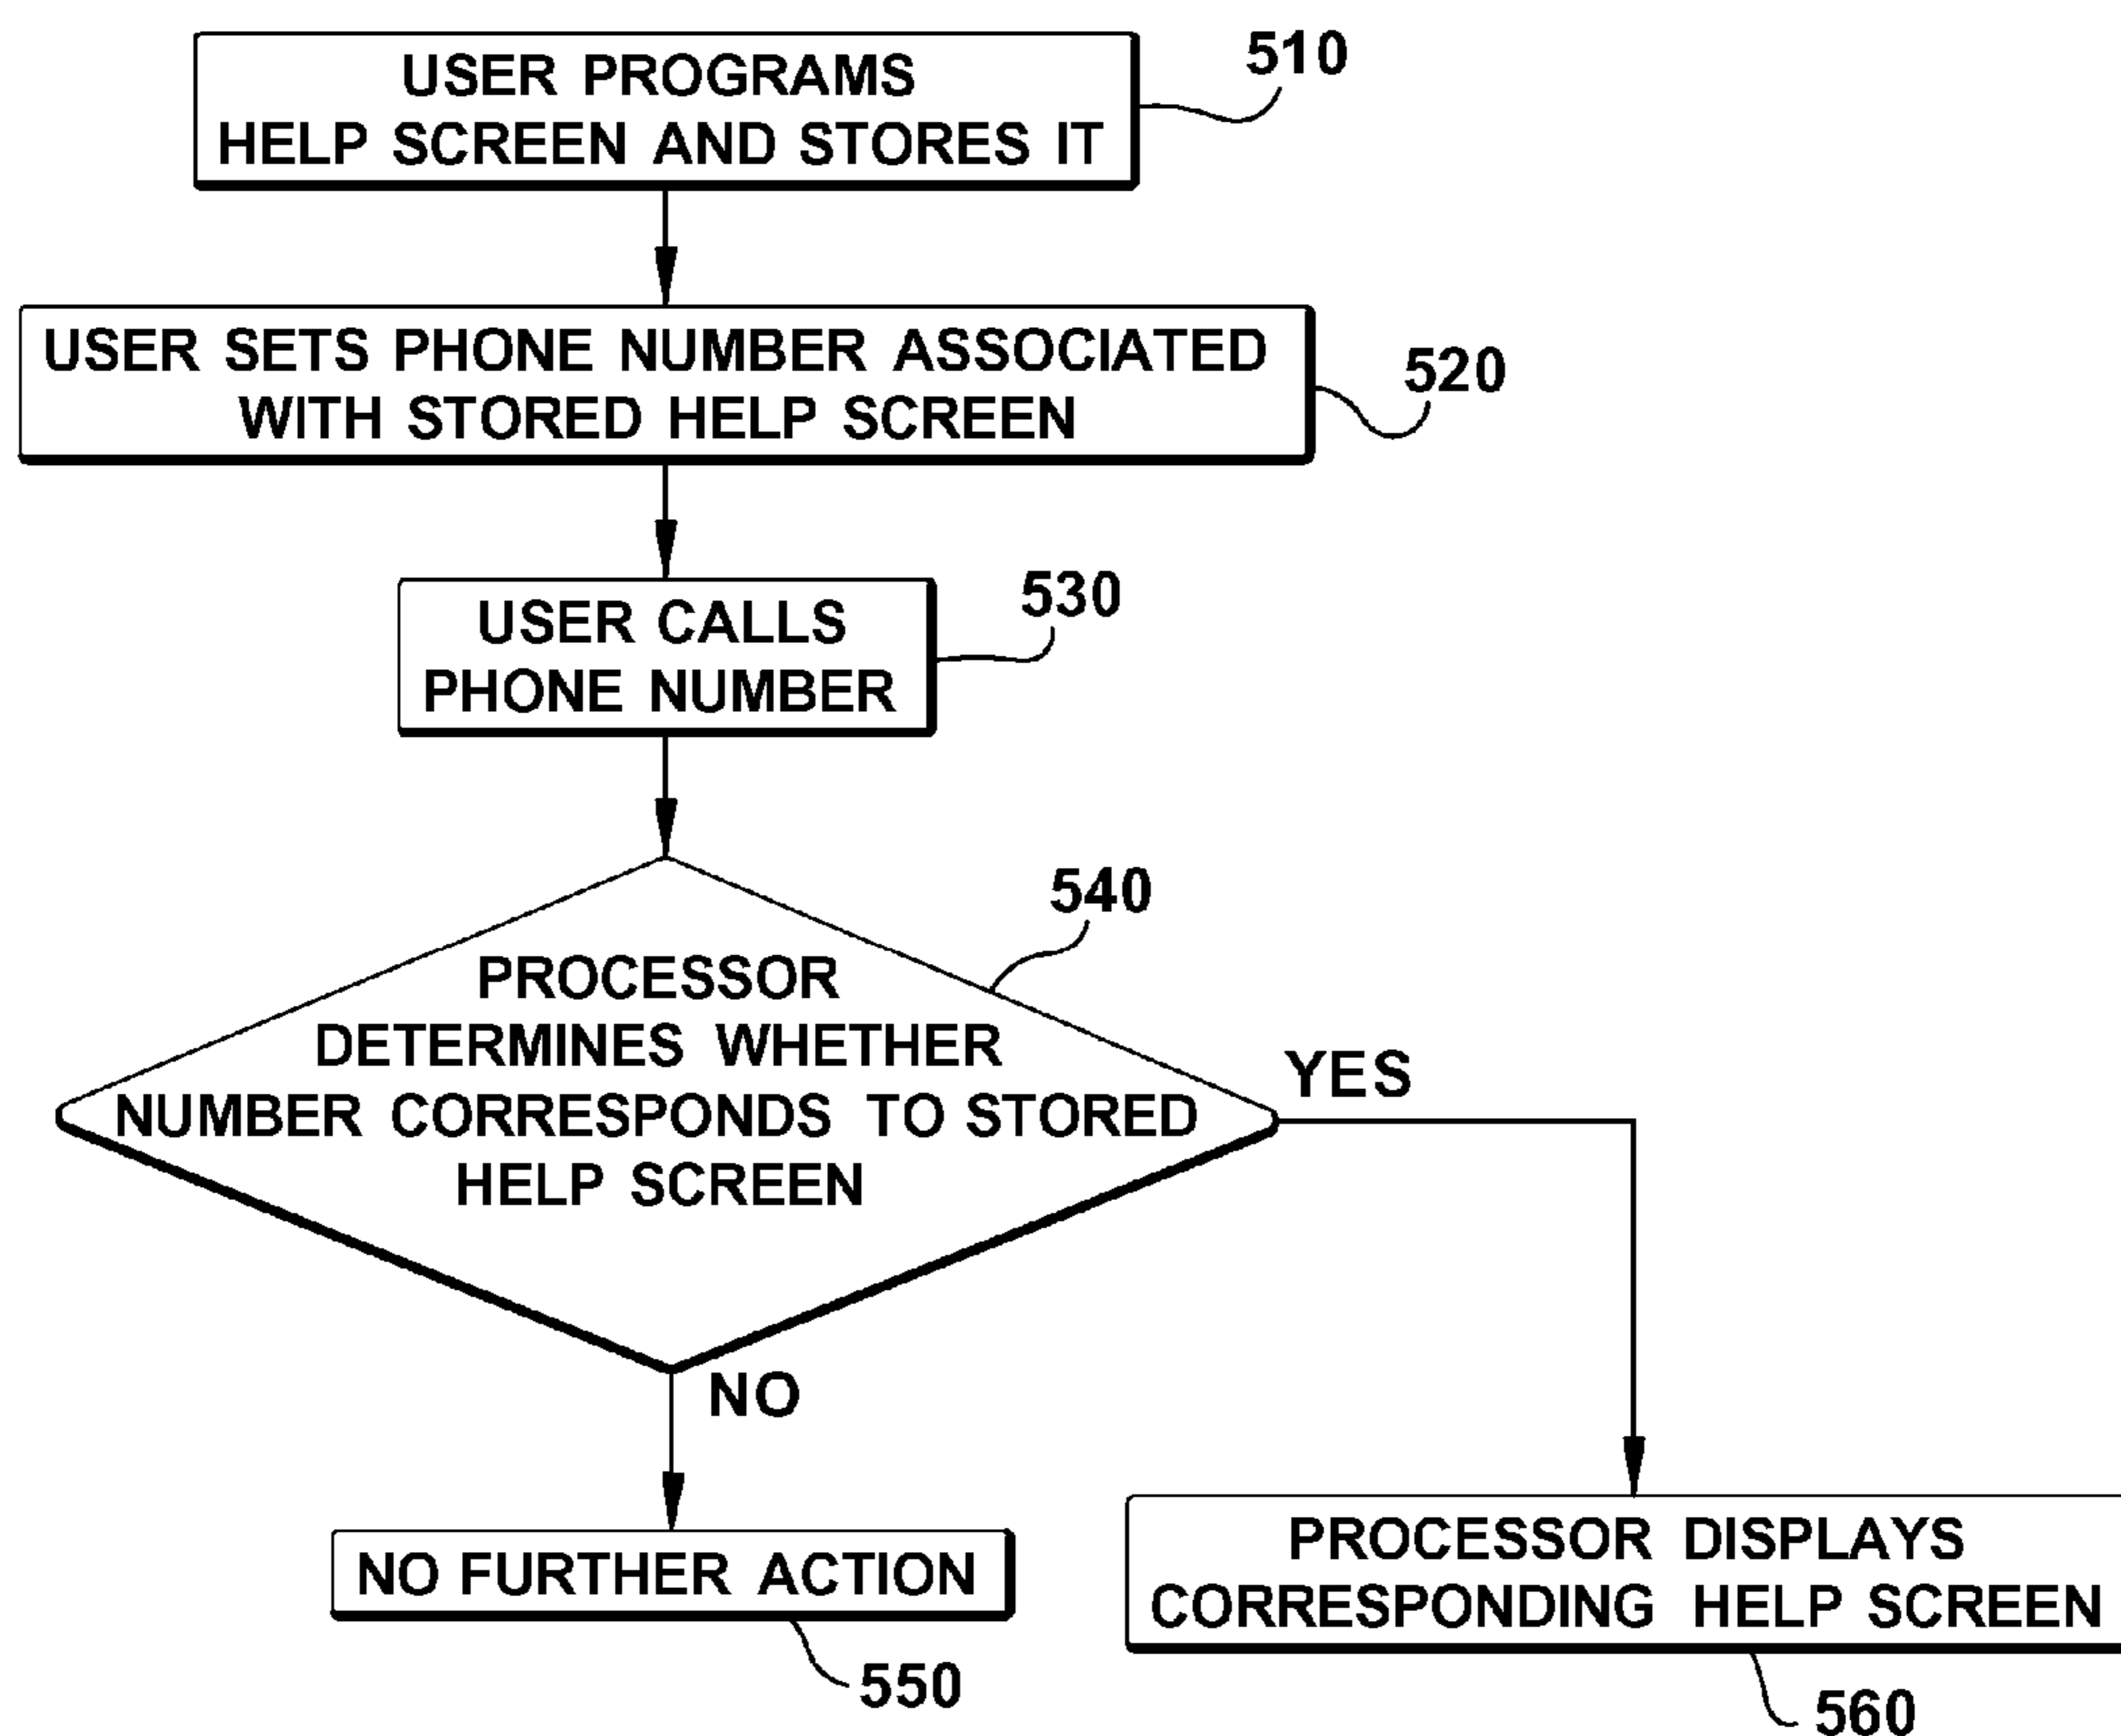 USER PROGRAMS
HELP SCREEN AND STORES IT
510
USER SETS PHONE NUMBER ASSOCIATED
WITH STORED HELP SCREEN
520
USER CALLS
PHONE NUMBER
530
540
PROCESSOR
DETERMINES WHETHER
NUMBER CORRESPONDS TO STORED
HELP SCREEN
YES
NO
NO FURTHER ACTION
550
PROCESSOR DISPLAYS
CORRESPONDING HELP SCREEN
560